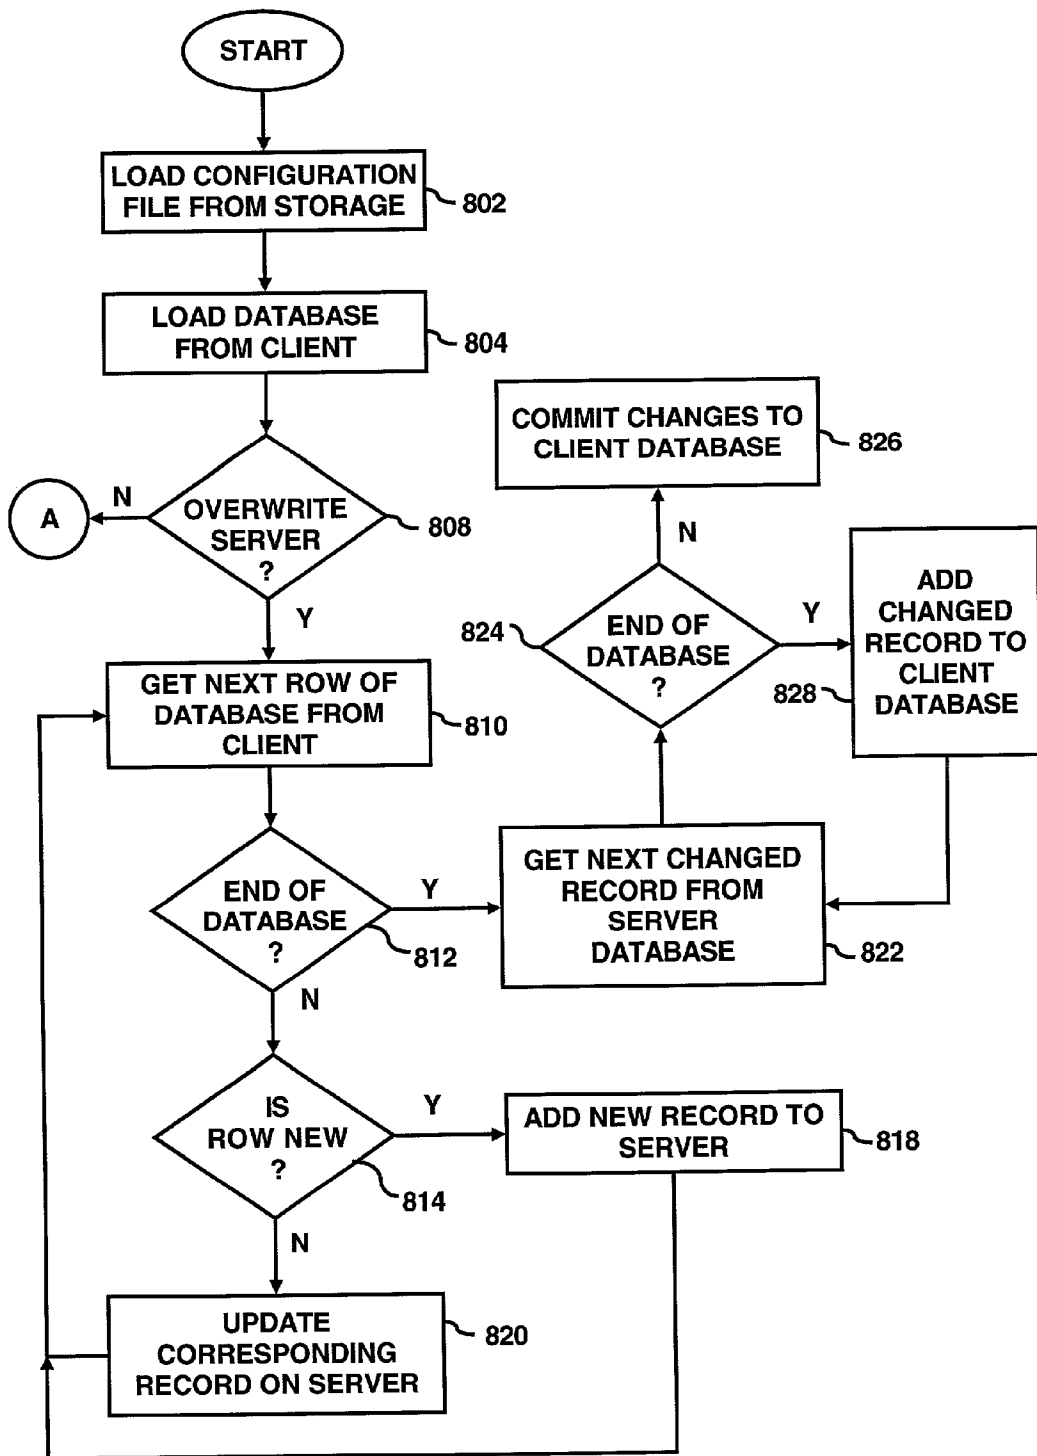 START
LOAD CONFIGURATION
FILE FROM STORAGE
802
LOAD DATABASE
FROM CLIENT
804
OVERWRITE
SERVER
?
808
N
A
Y
GET NEXT ROW OF
DATABASE FROM
CLIENT
810
END OF
DATABASE
?
812
Y
N
IS
ROW NEW
?
814
Y
N
ADD NEW RECORD TO
SERVER
818
UPDATE
CORRESPONDING
RECORD ON SERVER
820
GET NEXT CHANGED
RECORD FROM
SERVER
DATABASE
822
END OF
DATABASE
?
824
N
Y
COMMIT CHANGES TO
CLIENT DATABASE
826
ADD
CHANGED
RECORD TO
CLIENT
DATABASE
828